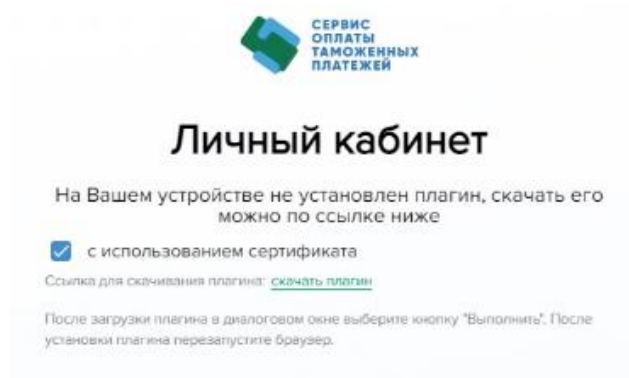 СЕРВИС
ОПЛАТЫ
ТАМОЖЕННЫХ
ПЛАТЕЖЕЙ
Личный кабинет
На Вашем устройстве не установлен плагин, скачать его
можно по ссылке ниже
с использованием сертификата
Ссылка для скачивания плагина: скачать плагин
После загрузки плагина в диалоговом окне выберите кнопку "Выполнить". После
установки плагина перезапустите браузер.